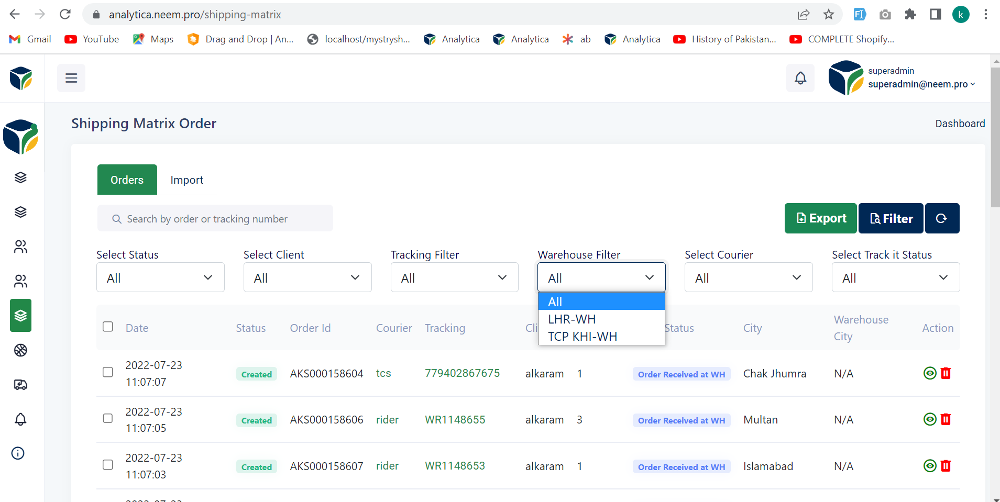 analytica.neem.pro/shipping-matrix
k
Gmail YouTube Maps Drag and Drop | An... localhost/mystrysh... Analytica Analytica ab Analytica History of Pakistan... COMPLETE Shopify...
superadmin
superadmin@neem.pro
Shipping Matrix Order
Dashboard
Orders Import
Search by order or tracking number
Export Filter
Select Status Select Client Tracking Filter Warehouse Filter Select Courier Select Track it Status
All All All All All All
All
LHR-WH
TCP KHI-WH
Date Status Order Id Courier Tracking Cli Status City Warehouse City Action
2022-07-23 11:07:07 Created AKS000158604 tcs 779402867675 alkaram 1 Order Received at WH Chak Jhumra N/A
2022-07-23 11:07:05 Created AKS000158606 rider WR1148655 alkaram 3 Order Received at WH Multan N/A
2022-07-23 11:07:03 Created AKS000158607 rider WR1148653 alkaram 1 Order Received at WH Islamabad N/A